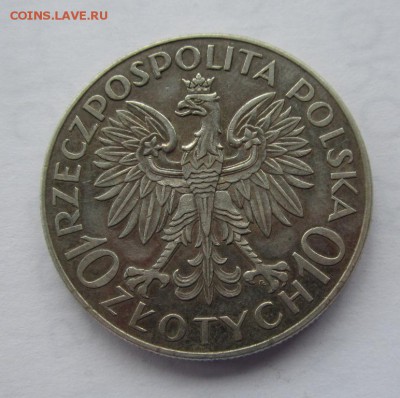 COINS.LAVE.RU
RZECZPOSPOLITA POLSKA
10 ZŁOTYCH 10